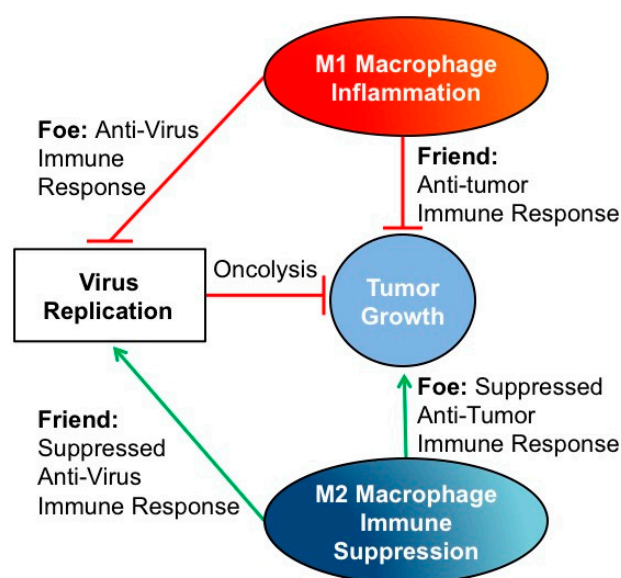 M1 Macrophage
Inflammation
Foe: Anti-Virus
Immune
Response
Friend:
Anti-tumor
Immune Response
Virus
Replication
Oncolysis
Tumor
Growth
Friend:
Suppressed
Anti-Virus
Immune Response
Foe: Suppressed
Anti-Tumor
Immune Response
M2 Macrophage
Immune
Suppression